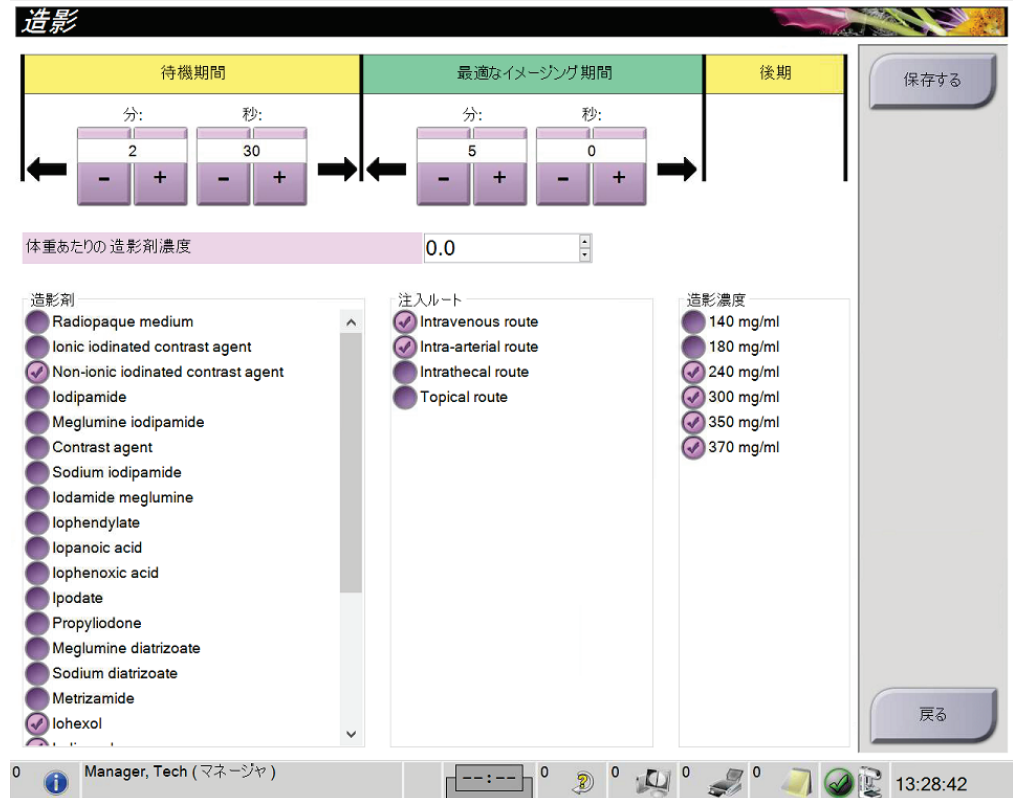 造影
待機期間 最適なイメージング期間 後期
保存する
分: 秒: 分: 秒:
2 30 5 0
- + - + - + - +
体重あたりの 造影剤濃度 0.0
造影剤 注入ルート 造影濃度
Radiopaque medium Intravenous route 140 mg/ml
Ionic iodinated contrast agent Intra-arterial route 180 mg/ml
Non-ionic iodinated contrast agent Intrathecal route 240 mg/ml
Iodipamide Topical route 300 mg/ml
Meglumine iodipamide 350 mg/ml
Contrast agent 370 mg/ml
Sodium iodipamide
Iodamide meglumine
Iophendylate
Iopanoic acid
Iophenoxic acid
Ipodate
Propyliodone
Meglumine diatrizoate
Sodium diatrizoate
Metrizamide
Iohexol
戻る
0 Manager, Tech (マネージャ) --:-- 0 0 0 0 13:28:42